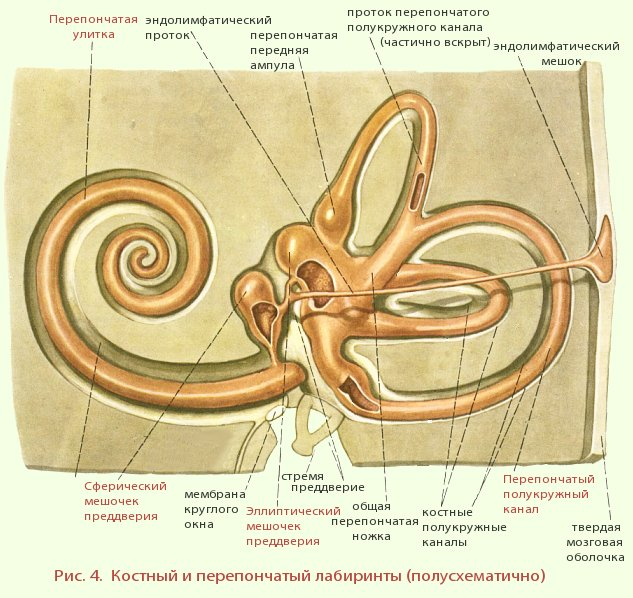 Перепончатая
улитка
эндолимфатический
проток
перепончатая
передняя
ампула
проток перепончатого
полукружного канала
(частично вскрыт)
эндолимфатический
мешок
Сферический
мешочек
преддверия
мембрана
круглого
окна
стремя
преддверие
Эллиптический
мешочек
преддверия
общая
перепончатая
ножка
костные
полукружные
каналы
Перепончатый
полукружный
канал
твердая
мозговая
оболочка
Рис. 4. Костный и перепончатый лабиринты (полусхематично)